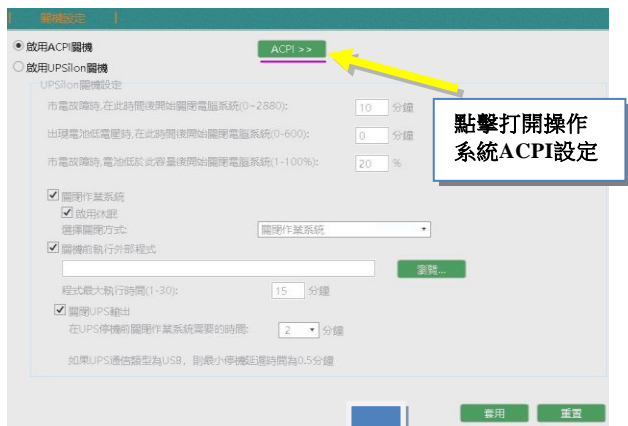 關機設定
啟用ACPI關機
ACPI >>
啟用UPSilon關機
UPSilon關機設定
市電故障時,在此時間後開始關閉電腦系統(0~2880):
10 分鐘
出現電池低電壓時,在此時間後開始關閉電腦系統(0-600):
0 分鐘
市電故障時,電池低於此容量後開始關閉電腦系統(1-100%):
20 %
點擊打開操作
系統ACPI設定
關閉作業系統
啟用休眠
選擇關閉方式:
關閉作業系統
關機前執行外部程式
瀏覽...
程式最大執行時間(1-30):
15 分鐘
關閉UPS輸出
在UPS停機前關閉作業系統需要的時間:
2 分鐘
如果UPS通信類型為USB，則最小停機延遲時間為0.5分鐘
套用
重置